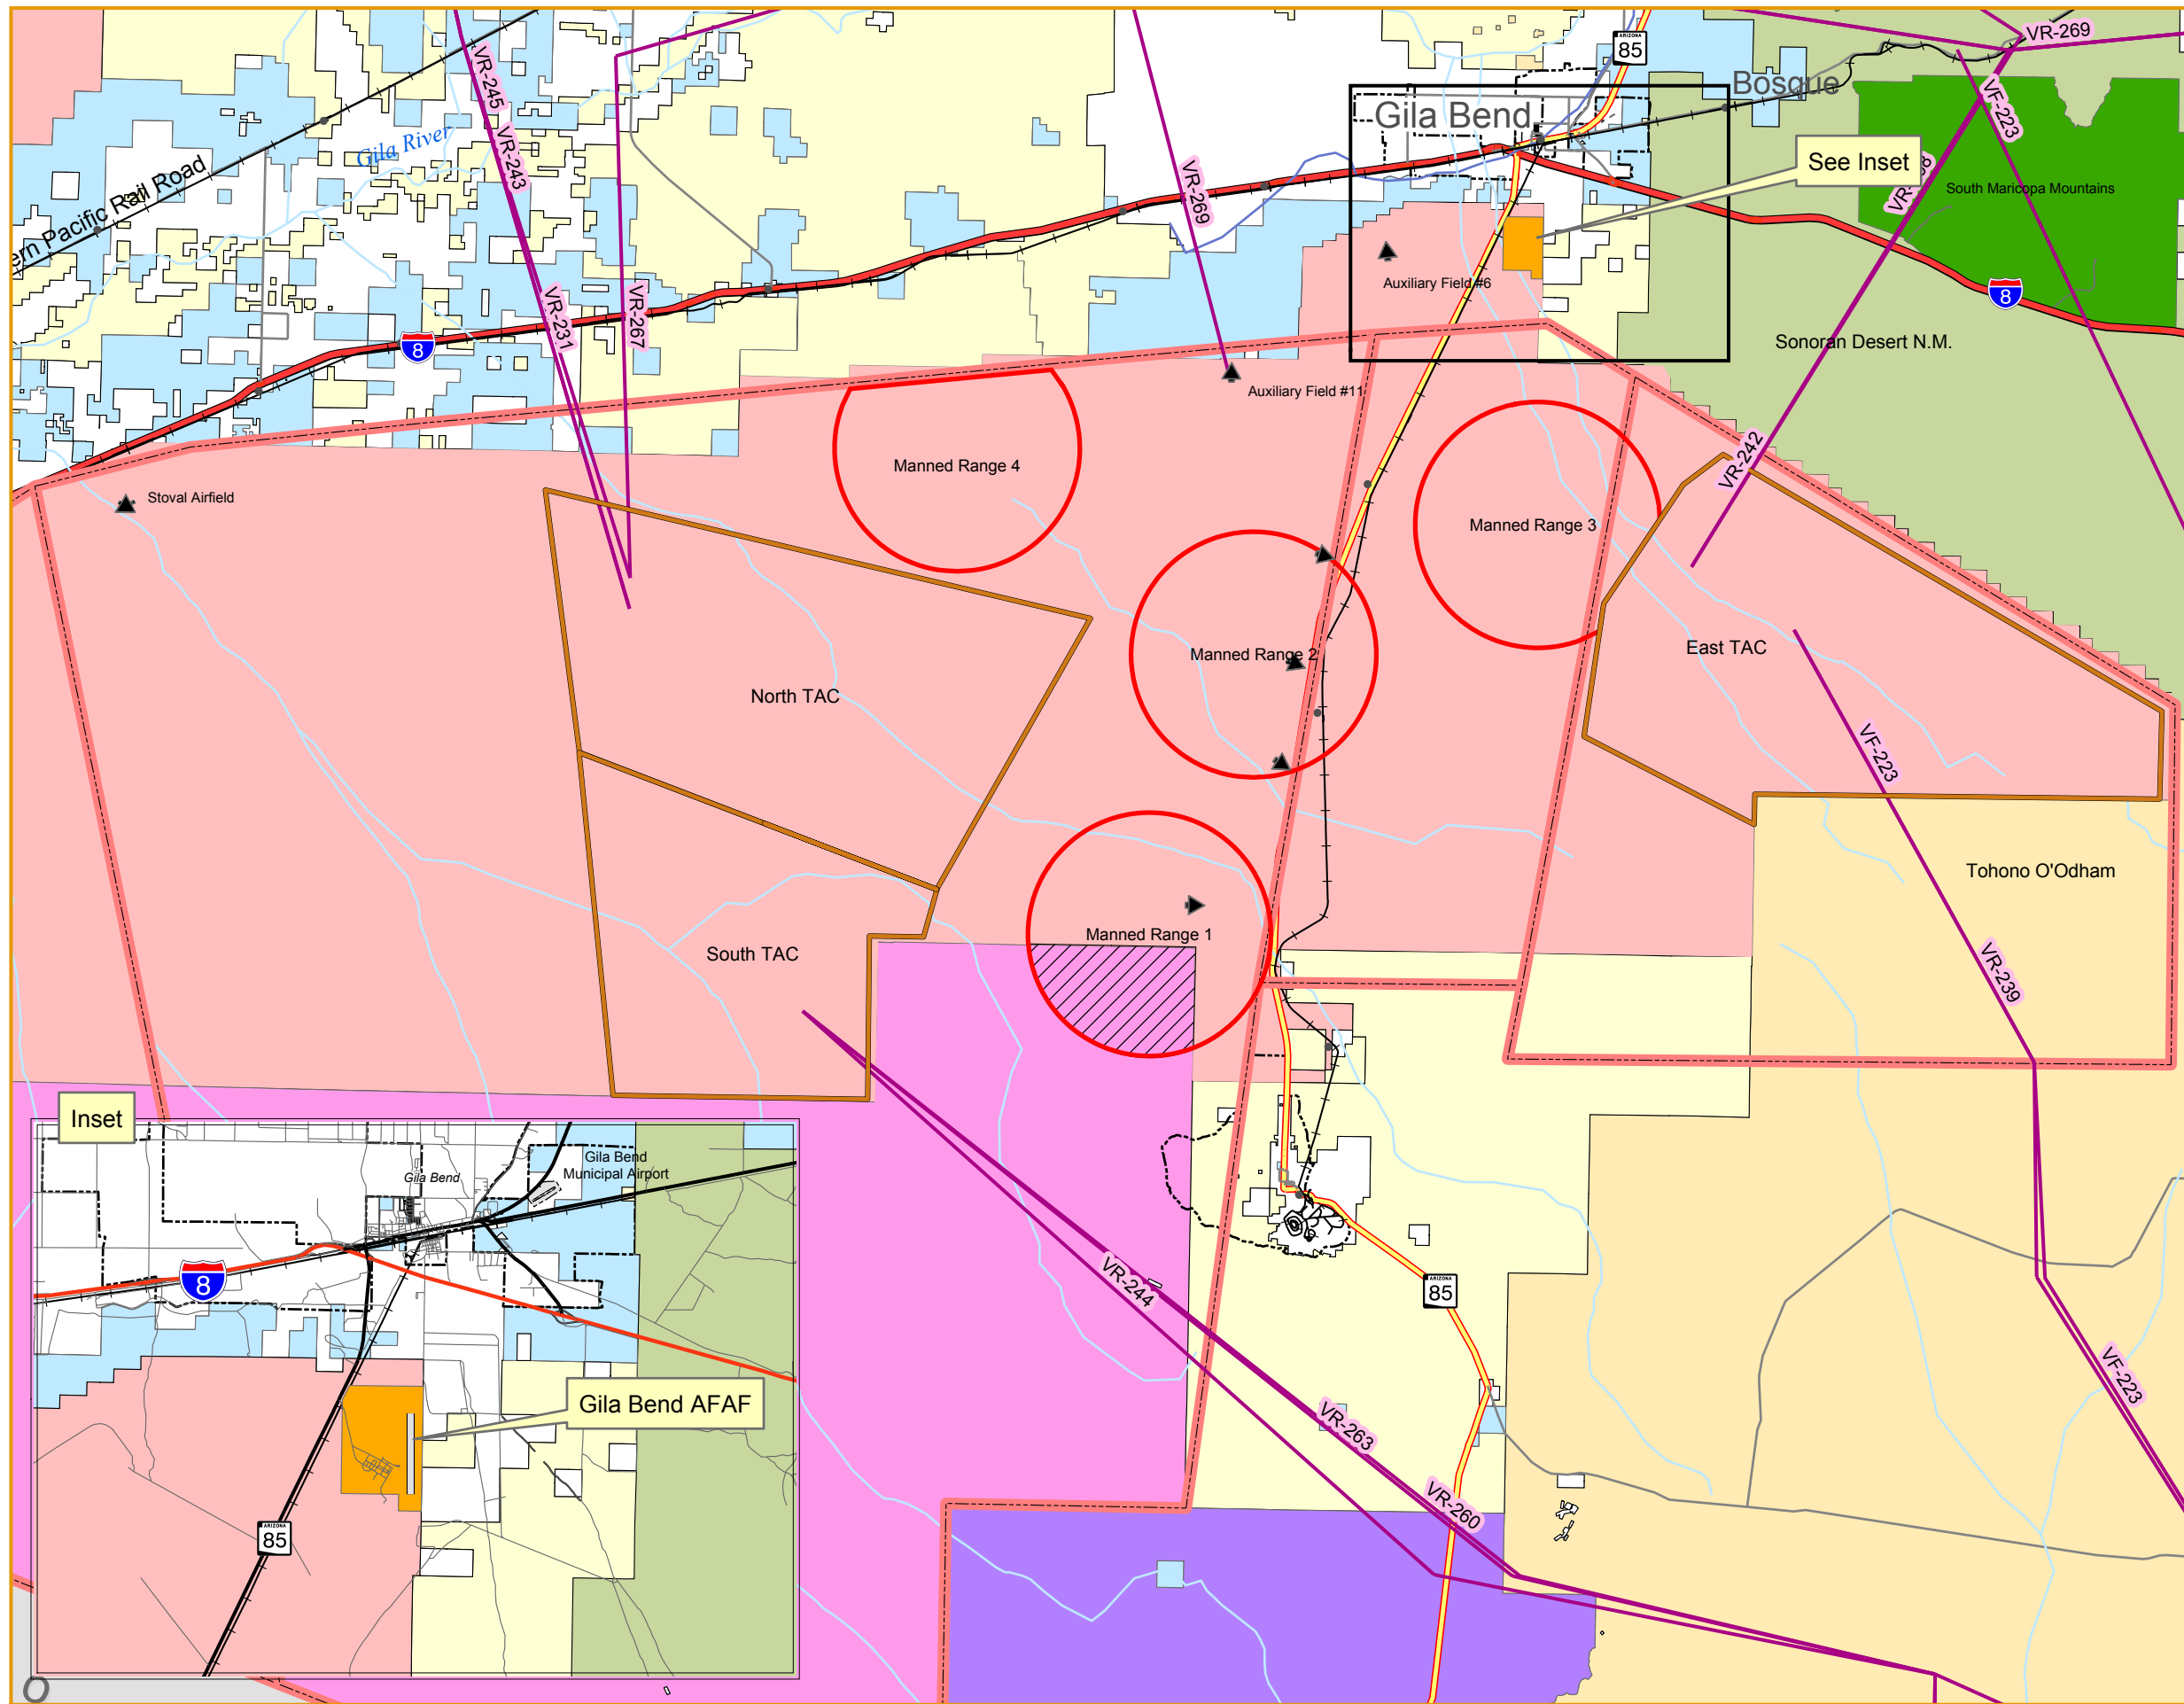 VR-269
ARIZONA
85
VR-245
Bosque
VF-223
Gila Bend
Gila River
See Inset
VR-243
ern Pacific Rail Road
South Maricopa Mountains
VR-269
Auxiliary Field #6
8
VR-231
VR-267
8
Sonoran Desert N.M.
Auxiliary Field #11
Manned Range 4
VR-242
Stoval Airfield
Manned Range 3
Manned Range 2
East TAC
North TAC
VF-223
Tohono O'Odham
Manned Range 1
South TAC
VR-239
Inset
Gila Bend
Municipal Airport
Gila Bend
8
VR-244
ARIZONA
85
VF-223
Gila Bend AFAF
VR-263
VR-260
ARIZONA
85